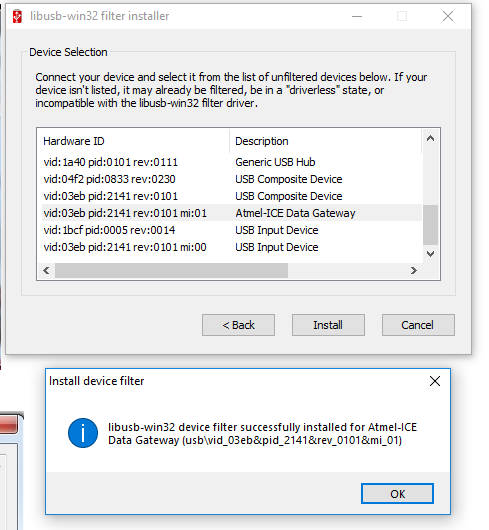 libusb-win32 filter installer
Device Selection
Connect your device and select it from the list of unfiltered devices below. If your
device isn't listed, it may already be filtered, be in a "driverless" state, or
incompatible with the libusb-win32 filter driver.
Hardware ID Description
vid:1a40 pid:0101 rev:0111 Generic USB Hub
vid:04f2 pid:0833 rev:0230 USB Composite Device
vid:03eb pid:2141 rev:0101 USB Composite Device
vid:03eb pid:2141 rev:0101 mi:01 Atmel-ICE Data Gateway
vid:1bcf pid:0005 rev:0014 USB Input Device
vid:03eb pid:2141 rev:0101 mi:00 USB Input Device
< Back Install Cancel
Install device filter
libusb-win32 device filter successfully installed for Atmel-ICE
Data Gateway (usb\vid_03eb&pid_2141&rev_0101&mi_01)
OK